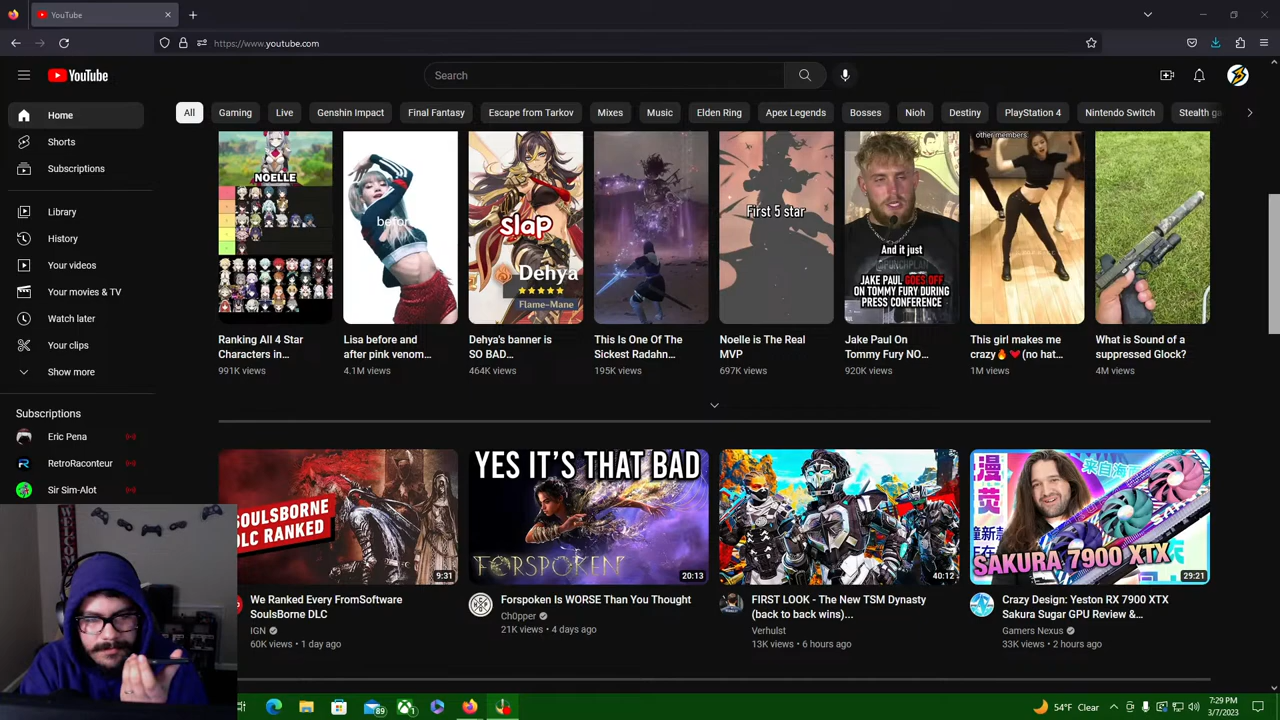 YouTube
https://www.youtube.com
YouTube
Search
All
Gaming
Live
Genshin Impact
Final Fantasy
Escape from Tarkov
Mixes
Music
Elden Ring
Apex Legends
Bosses
Nioh
Destiny
PlayStation 4
Nintendo Switch
Stealth ga
Home
Shorts
Subscriptions
Library
History
Your videos
Your movies & TV
Watch later
Your clips
Show more
Subscriptions
Eric Pena
RetroRaconteur
Sir Sim-Alot
NOELLE
before
slap
Dehya
Flame-Mane
First 5 star
And it just
JAKE PAUL GOES OFF
ON TOMMY FURY DURING
PRESS CONFERENCE
other members.
Ranking All 4 Star
Characters in...
991K views
Lisa before and
after pink venom...
4.1M views
Dehya's banner is
SO BAD...
464K views
This Is One Of The
Sickest Radahn...
195K views
Noelle is The Real
MVP
697K views
Jake Paul On
Tommy Fury NO...
920K views
This girl makes me
crazy🔥❤️(no hat...
1M views
What is Sound of a
suppressed Glock?
4M views
SOULSBORNE
DLC RANKED
9:31
We Ranked Every FromSoftware
SoulsBorne DLC
IGN
60K views • 1 day ago
YES IT'S THAT BAD
FORSPOKEN
20:13
Forspoken Is WORSE Than You Thought
Ch0pper
21K views • 4 days ago
40:12
FIRST LOOK - The New TSM Dynasty
(back to back wins)...
Verhulst
13K views • 6 hours ago
SAKURA 7900 XTX
29:21
Crazy Design: Yeston RX 7900 XTX
Sakura Sugar GPU Review &...
Gamers Nexus
33K views • 2 hours ago
89
1
54°F Clear
7:29 PM
3/7/2023